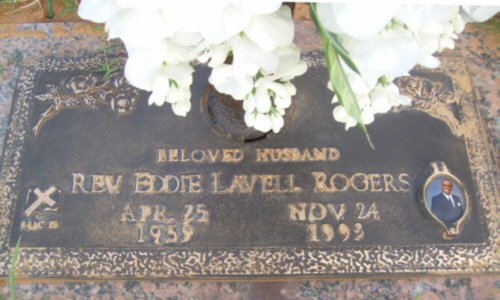 BELOVED HUSBAND
REV. EDDIE LAVELL ROGERS
APR. 25 NOV. 24
1959 1993